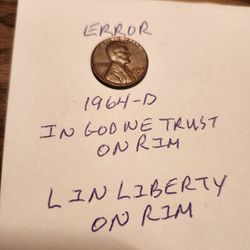 ERROR
1964-D
IN GOD WE TRUST
ON RIM
L IN LIBERTY
ON RIM